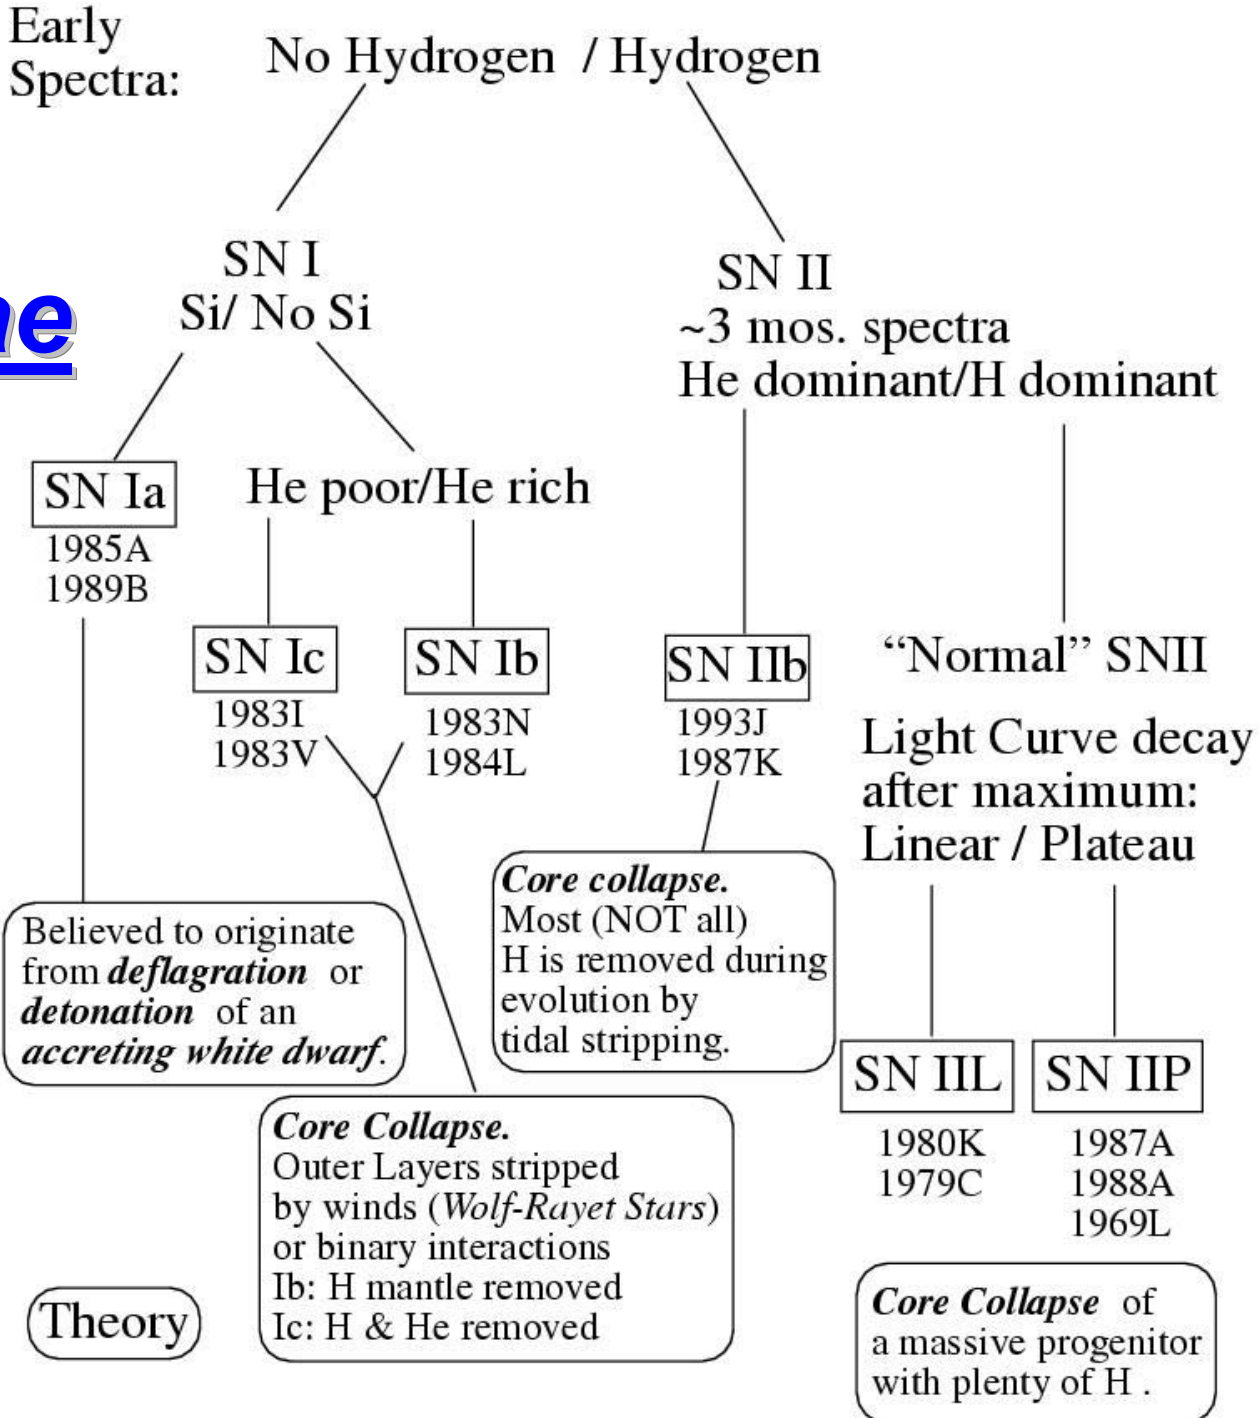 Early
Spectra:
No Hydrogen / Hydrogen
SN I
Si/ No Si
SN II
~3 mos. spectra
He dominant/H dominant
ae
SN Ia
1985A
1989B
He poor/He rich
SN Ic
1983I
1983V
SN Ib
1983N
1984L
SN IIb
1993J
1987K
“Normal” SNII
Light Curve decay
after maximum:
Linear / Plateau
Believed to originate
from deflagration or
detonation of an
accreting white dwarf.
Core collapse.
Most (NOT all)
H is removed during
evolution by
tidal stripping.
Core Collapse.
Outer Layers stripped
by winds (Wolf-Rayet Stars)
or binary interactions
Ib: H mantle removed
Ic: H & He removed
SN IIL
1980K
1979C
SN IIP
1987A
1988A
1969L
Core Collapse of
a massive progenitor
with plenty of H .
Theory